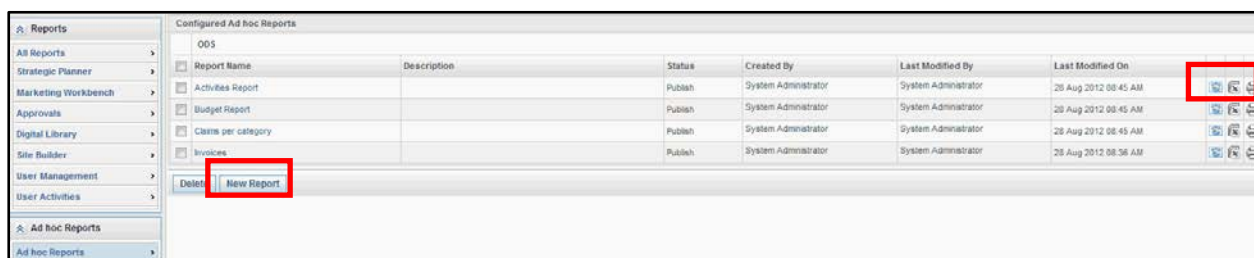 Reports
All Reports
Strategic Planner
Marketing Workbench
Approvals
Digital Library
Site Builder
User Management
User Activities
Ad hoc Reports
Ad hoc Reports
Configured Ad hoc Reports
ODS
Report Name Description Status Created By Last Modified By Last Modified On
Activities Report Publish System Administrator System Administrator 28 Aug 2012 08:45 AM
Budget Report Publish System Administrator System Administrator 28 Aug 2012 08:45 AM
Claims per category Publish System Administrator System Administrator 28 Aug 2012 08:45 AM
Invoices Publish System Administrator System Administrator 28 Aug 2012 08:36 AM
Delete New Report